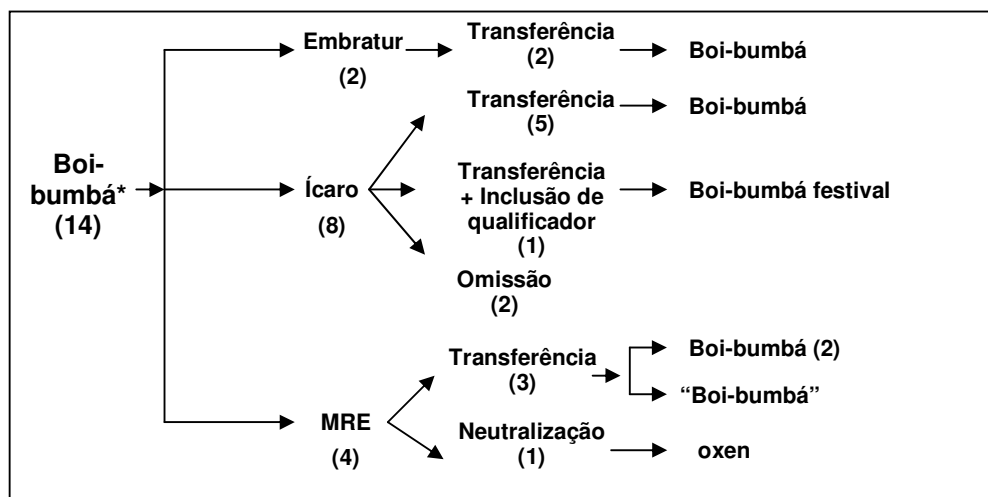 Boi-
bumbá*
(14)
Embratur
(2)
Transferência
(2)
Boi-bumbá
Ícaro
(8)
Transferência
(5)
Boi-bumbá
Transferência
+ Inclusão de
qualificador
(1)
Boi-bumbá festival
Omissão
(2)
MRE
(4)
Transferência
(3)
Boi-bumbá (2)
“Boi-bumbá”
Neutralização
(1)
oxen